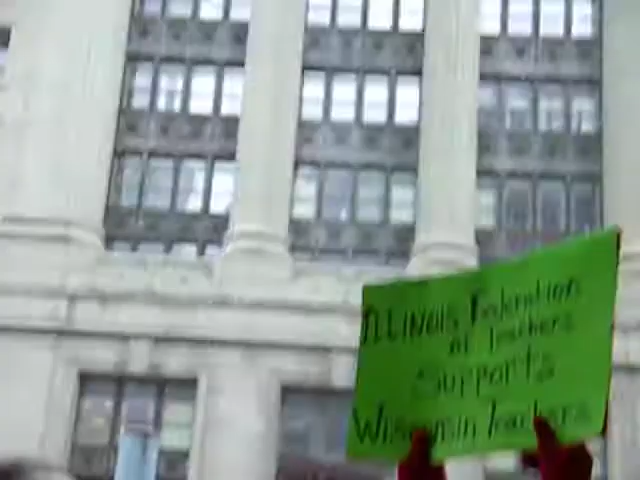 ILLINOIS Federation
of Teachers
Supports
Wisconsin Teachers